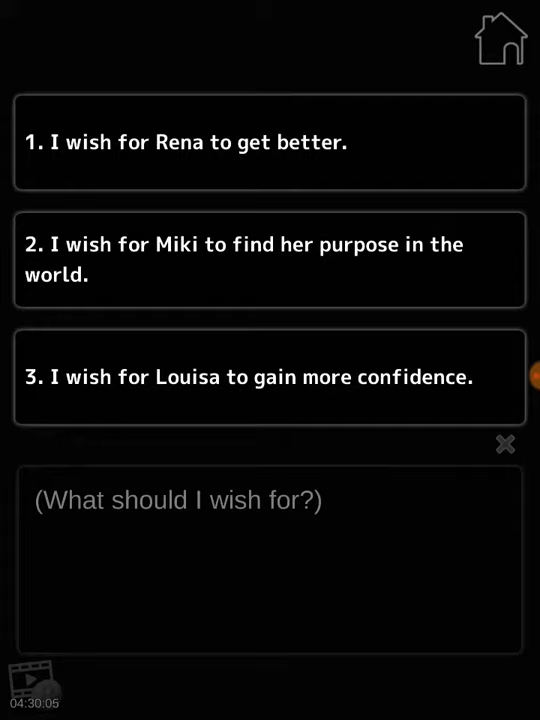 1. I wish for Rena to get better.
2. I wish for Miki to find her purpose in the
world.
3. I wish for Louisa to gain more confidence.
(What should I wish for?)
04:30:05